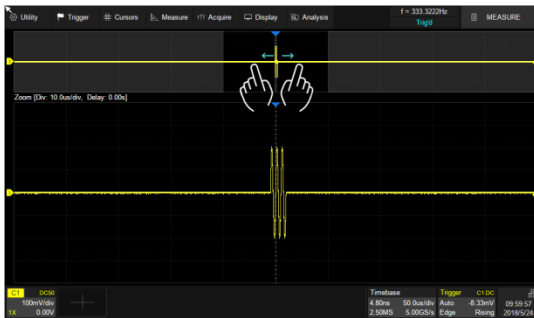 Utility Trigger Cursors Measure Acquire Display Analysis f = 333.3222Hz MEASURE
Trig'd
Zoom [Div: 10.0us/div, Delay: 0.00s]
C1 DC50 Timebase Trigger C1 DC
100mV/div 4.80ns 50.0us/div Auto -8.33mV 09:59:57
1X 0.00V 2.50MS 5.00GS/s Edge Rising 2018/5/24